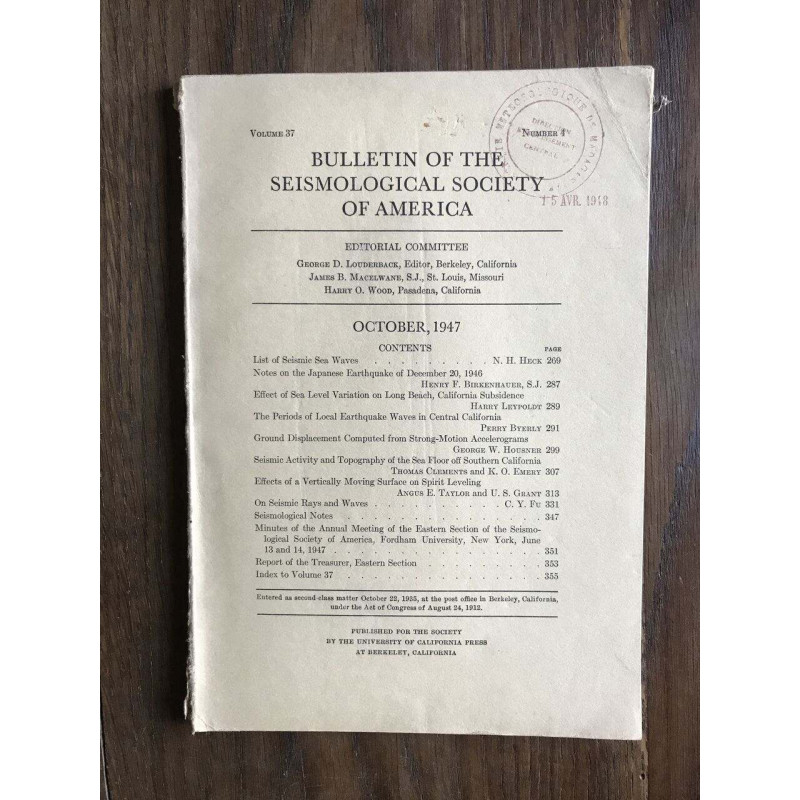 VOLUME 37 NUMBER 4
BULLETIN OF THE
SEISMOLOGICAL SOCIETY
OF AMERICA
15 AVR. 1948
EDITORIAL COMMITTEE
GEORGE D. LOUDERBACK, Editor, Berkeley, California
JAMES B. MACELWANE, S.J., St. Louis, Missouri
HARRY O. WOOD, Pasadena, California
OCTOBER, 1947
CONTENTS PAGE
List of Seismic Sea Waves . . . . . . . . . N. H. HECK 269
Notes on the Japanese Earthquake of December 20, 1946
HENRY F. BIRKENHAUER, S.J. 287
Effect of Sea Level Variation on Long Beach, California Subsidence
HARRY LEYPOLDT 289
The Periods of Local Earthquake Waves in Central California
PERRY BYERLY 291
Ground Displacement Computed from Strong-Motion Accelerograms
GEORGE W. HOUSNER 299
Seismic Activity and Topography of the Sea Floor off Southern California
THOMAS CLEMENTS and K. O. EMERY 307
Effects of a Vertically Moving Surface on Spirit Leveling
ANGUS E. TAYLOR and U. S. GRANT 313
On Seismic Rays and Waves . . . . . . . . . . C. Y. FU 331
Seismological Notes . . . . . . . . . . . . . . 347
Minutes of the Annual Meeting of the Eastern Section of the Seismo-
logical Society of America, Fordham University, New York, June
13 and 14, 1947 . . . . . . . . . . . . . . 351
Report of the Treasurer, Eastern Section . . . . . . . . 353
Index to Volume 37 . . . . . . . . . . . . . . 355
Entered as second-class matter October 22, 1935, at the post office in Berkeley, California,
under the Act of Congress of August 24, 1912.
PUBLISHED FOR THE SOCIETY
BY THE UNIVERSITY OF CALIFORNIA PRESS
AT BERKELEY, CALIFORNIA